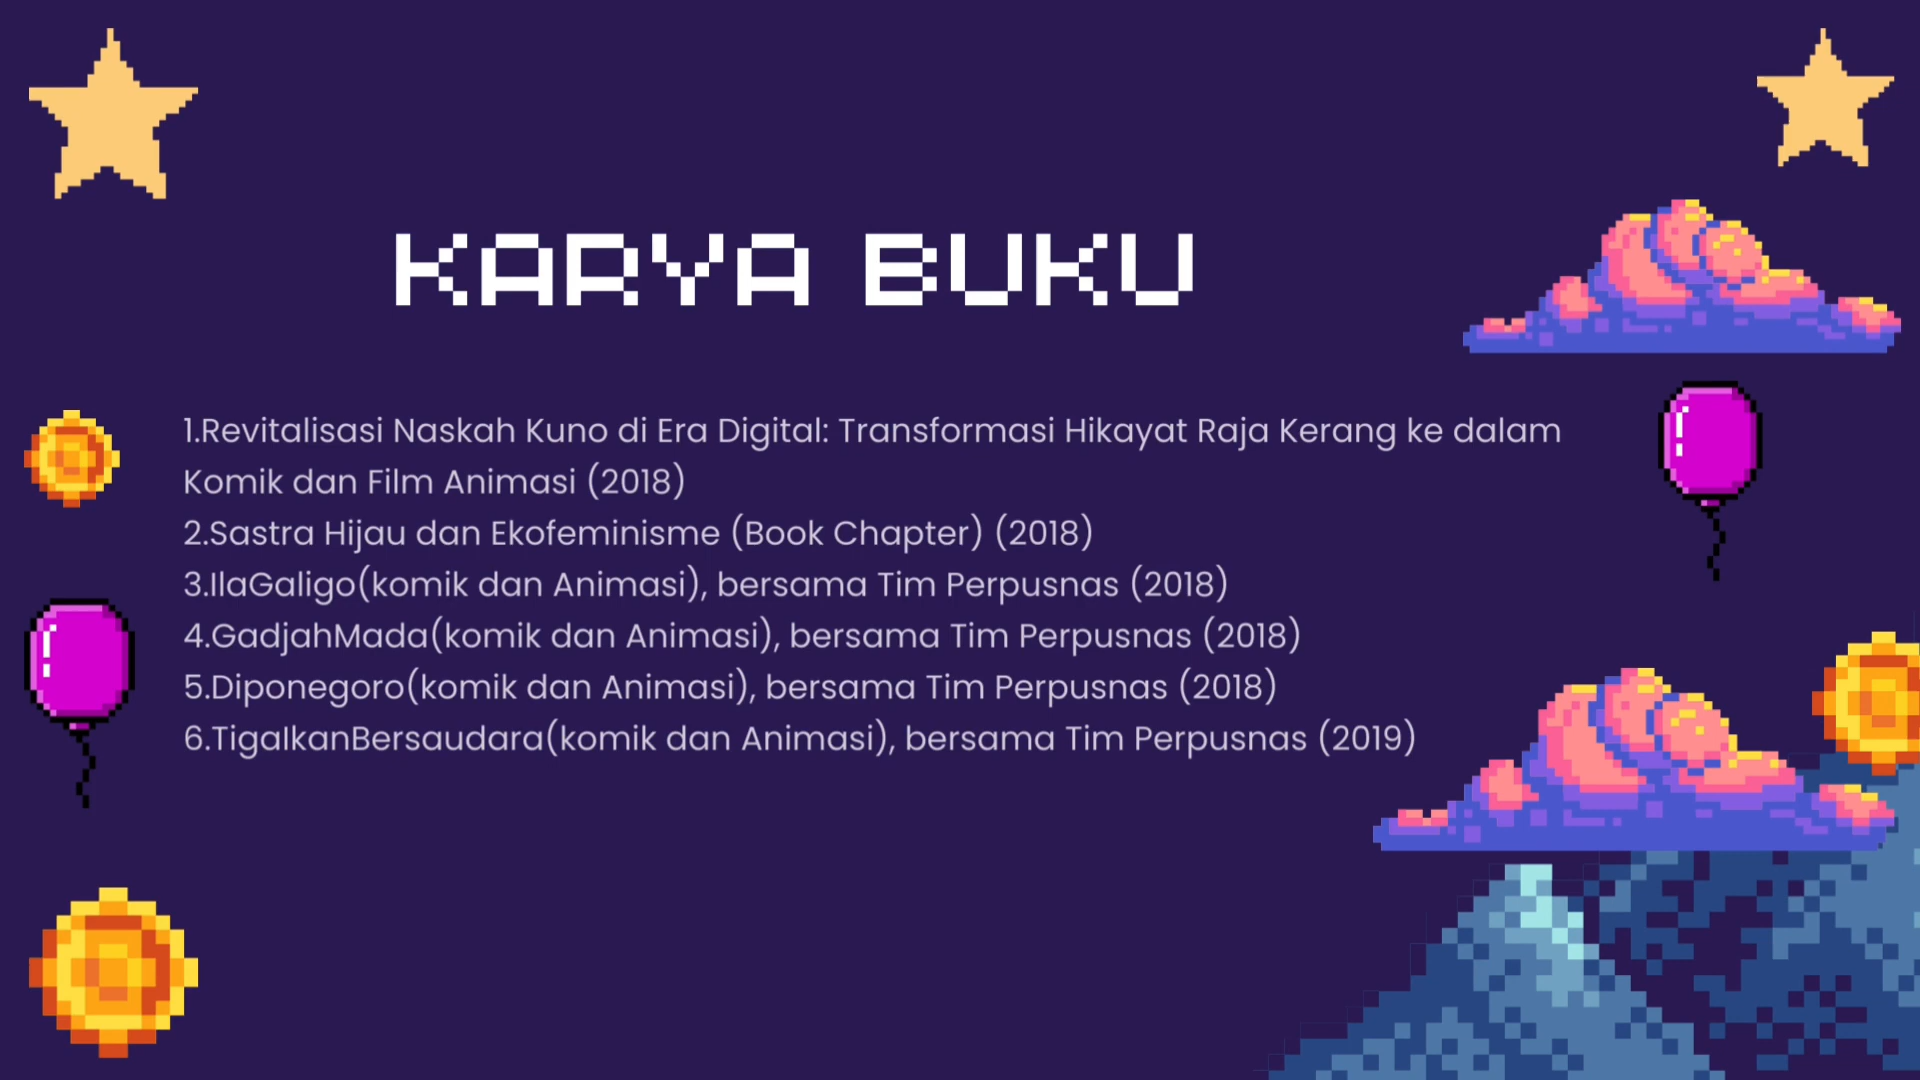 KARYA BUKU
1.Revitalisasi Naskah Kuno di Era Digital: Transformasi Hikayat Raja Kerang ke dalam
Komik dan Film Animasi (2018)
2.Sastra Hijau dan Ekofeminisme (Book Chapter) (2018)
3.IlaGaligo(komik dan Animasi), bersama Tim Perpusnas (2018)
4.GadjahMada(komik dan Animasi), bersama Tim Perpusnas (2018)
5.Diponegoro(komik dan Animasi), bersama Tim Perpusnas (2018)
6.TigaIkanBersaudara(komik dan Animasi), bersama Tim Perpusnas (2019)